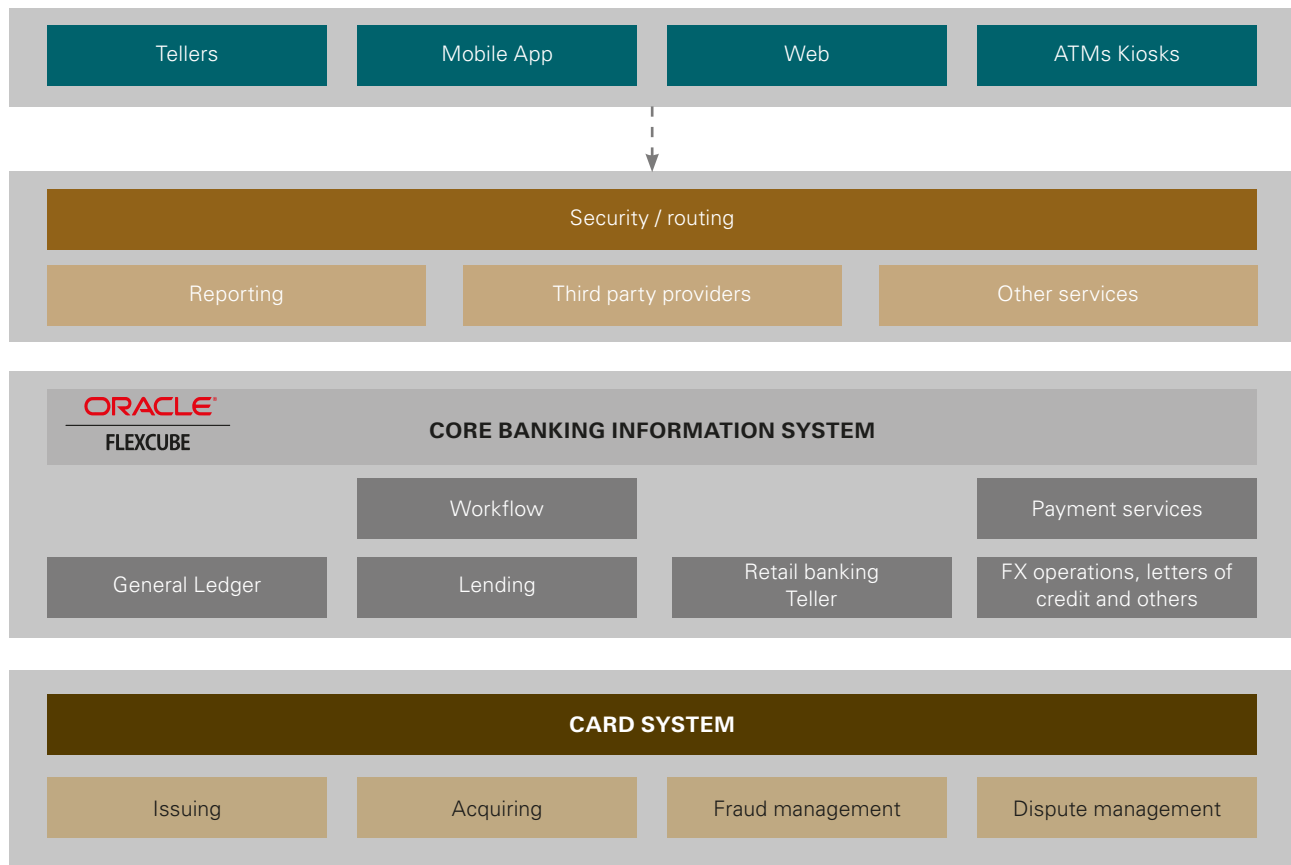 Tellers
Mobile App
Web
ATMs Kiosks
Security / routing
Reporting
Third party providers
Other services
ORACLE®
FLEXCUBE
CORE BANKING INFORMATION SYSTEM
Workflow
Payment services
General Ledger
Lending
Retail banking
Teller
FX operations, letters of
credit and others
CARD SYSTEM
Issuing
Acquiring
Fraud management
Dispute management